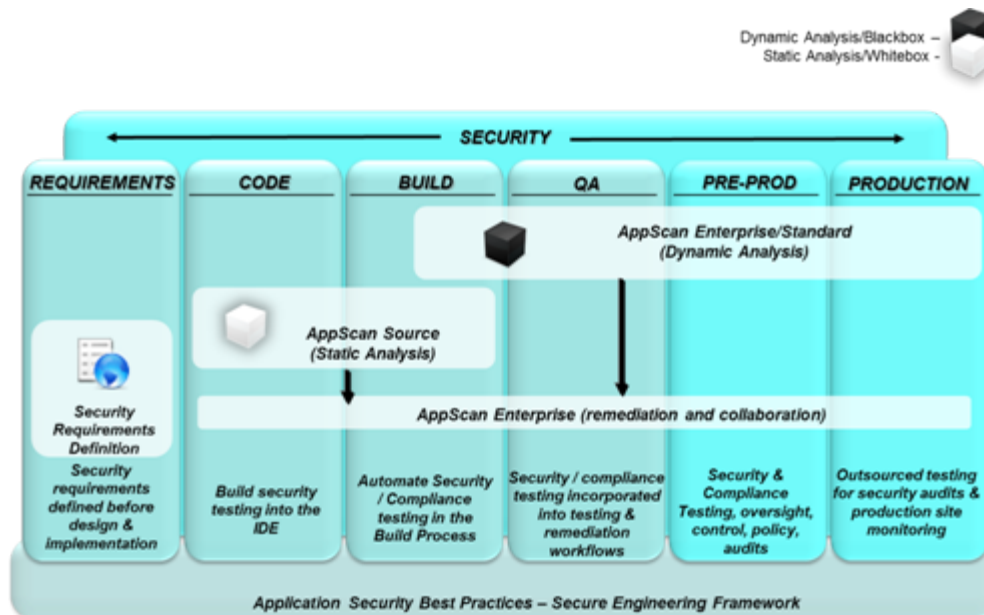 Dynamic Analysis/Blackbox –
Static Analysis/Whitebox -
SECURITY
REQUIREMENTS
CODE
BUILD
QA
PRE-PROD
PRODUCTION
AppScan Enterprise/Standard
(Dynamic Analysis)
AppScan Source
(Static Analysis)
Security
Requirements
Definition
AppScan Enterprise (remediation and collaboration)
Security
requirements
defined before
design &
implementation
Build security
testing into the
IDE
Automate Security
/ Compliance
testing in the
Build Process
Security / compliance
testing incorporated
into testing &
remediation
workflows
Security &
Compliance
Testing, oversight,
control, policy,
audits
Outsourced testing
for security audits &
production site
monitoring
Application Security Best Practices – Secure Engineering Framework